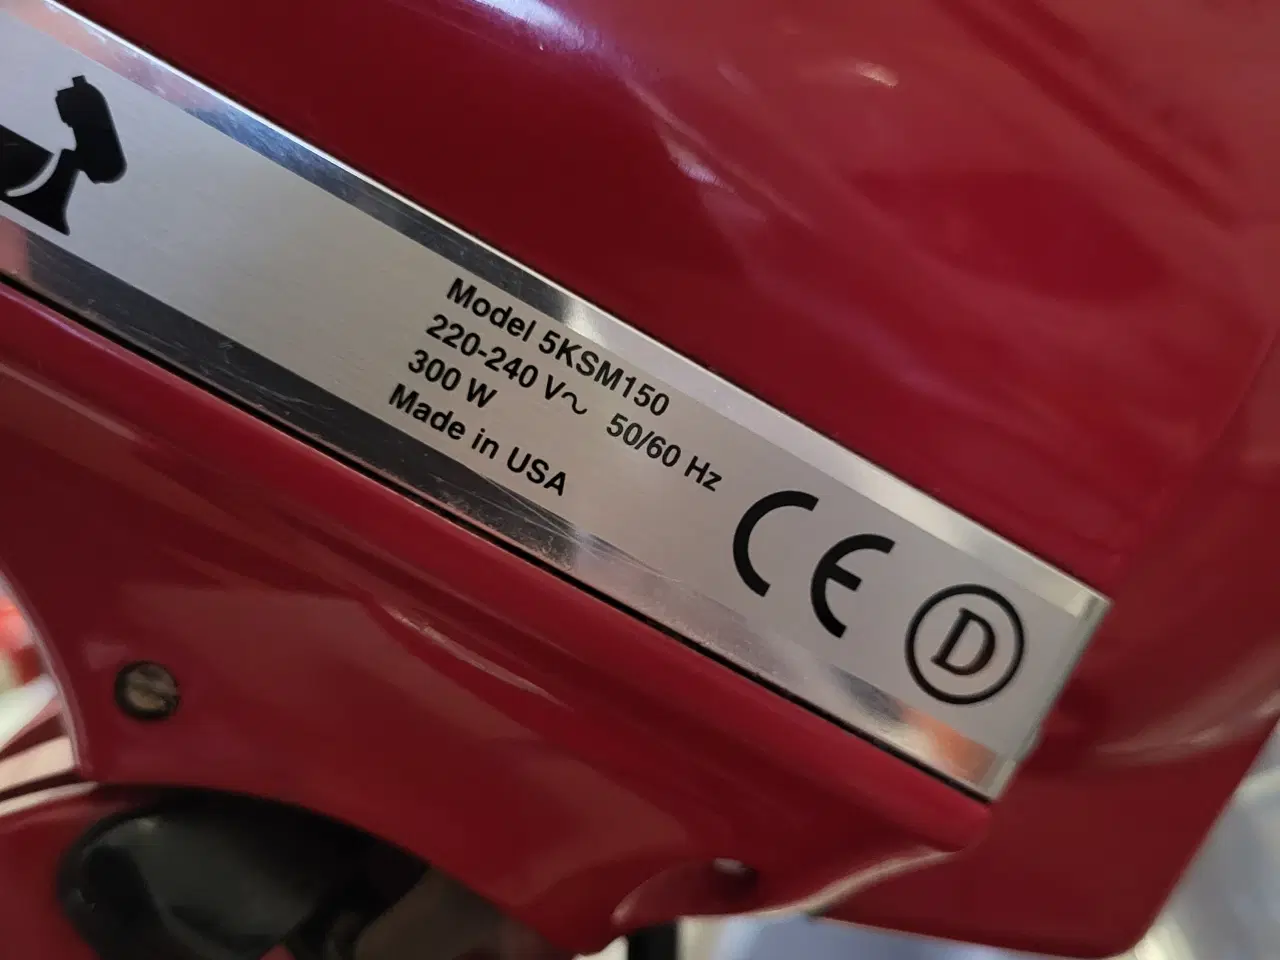 Model 5KSM150
220-240 V~ 50/60 Hz
300 W
Made in USA
CE
D